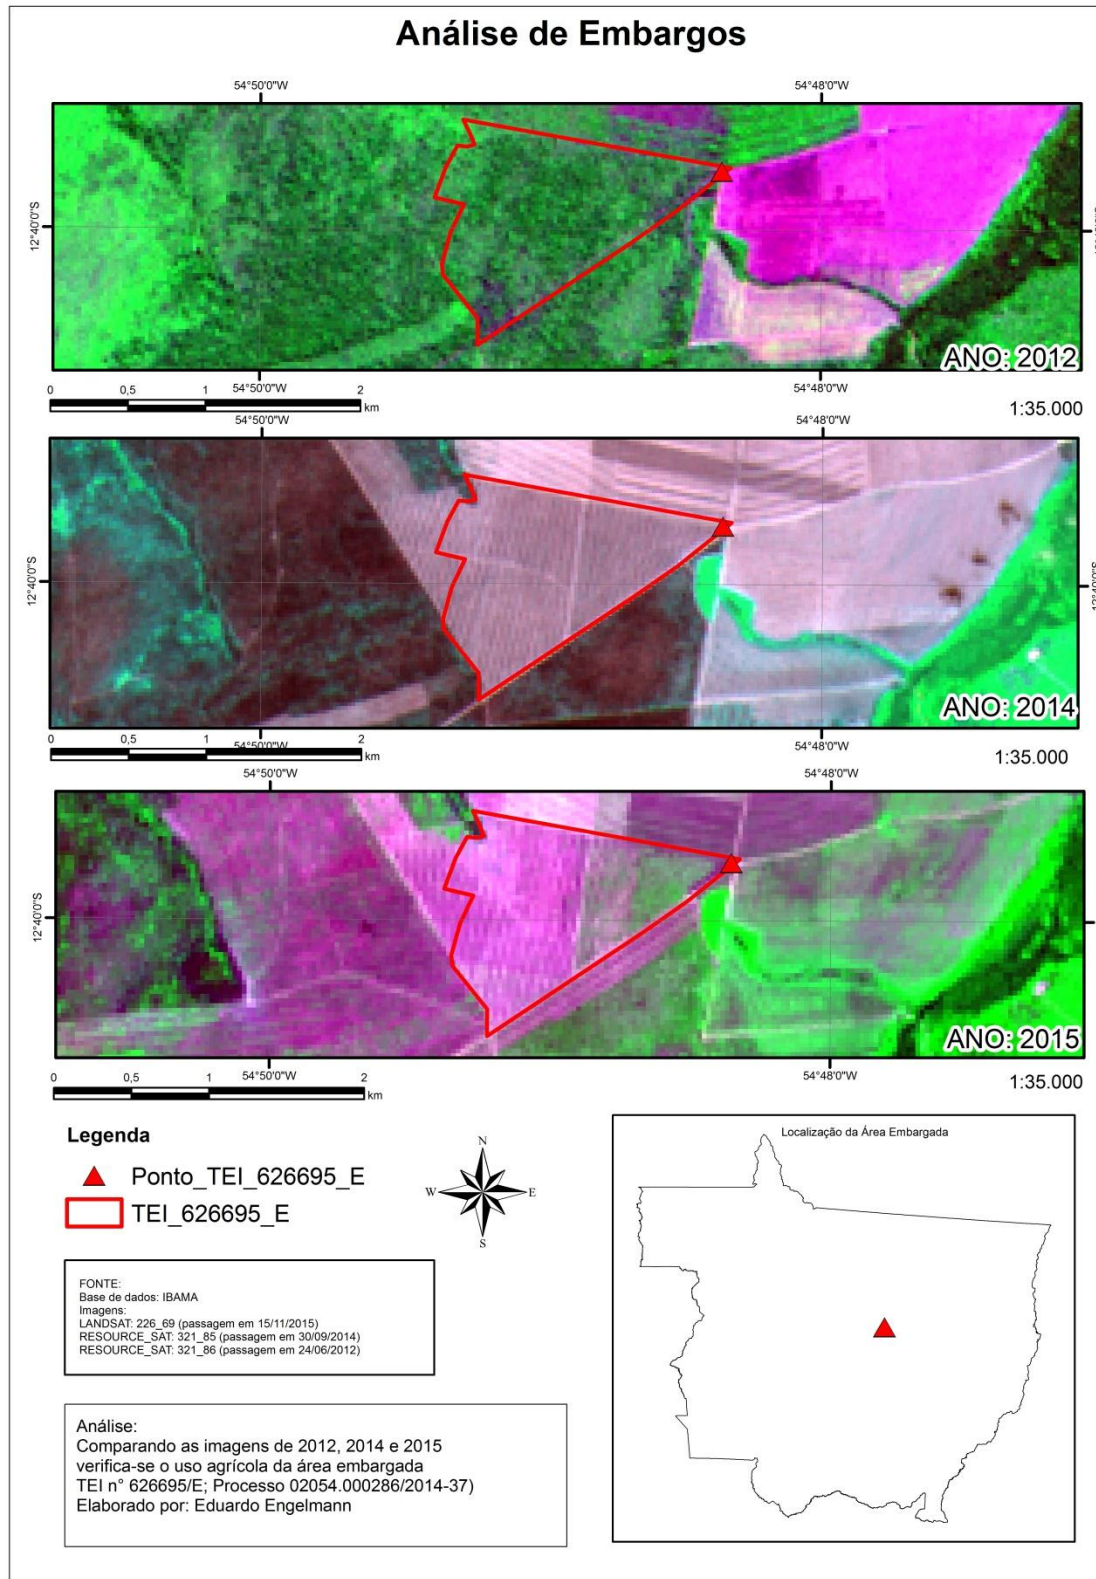 Análise de Embargos
54°50'0"W
54°48'0"W
12°40'0"S
ANO: 2012
0 0,5 1 2
km
54°50'0"W
54°48'0"W
1:35.000
54°50'0"W
54°48'0"W
12°40'0"S
12°40'0"S
ANO: 2014
0 0,5 1 2
km
54°50'0"W
54°48'0"W
1:35.000
54°50'0"W
54°48'0"W
12°40'0"S
ANO: 2015
0 0,5 1 2
km
54°50'0"W
54°48'0"W
1:35.000
Legenda
Ponto_TEI_626695_E
TEI_626695_E
N
W
E
S
FONTE:
Base de dados: IBAMA
Imagens:
LANDSAT: 226_69 (passagem em 15/11/2015)
RESOURCE_SAT: 321_85 (passagem em 30/09/2014)
RESOURCE_SAT: 321_86 (passagem em 24/06/2012)
Análise:
Comparando as imagens de 2012, 2014 e 2015
verifica-se o uso agrícola da área embargada
TEI n° 626695/E; Processo 02054.000286/2014-37)
Elaborado por: Eduardo Engelmann
Localização da Área Embargada